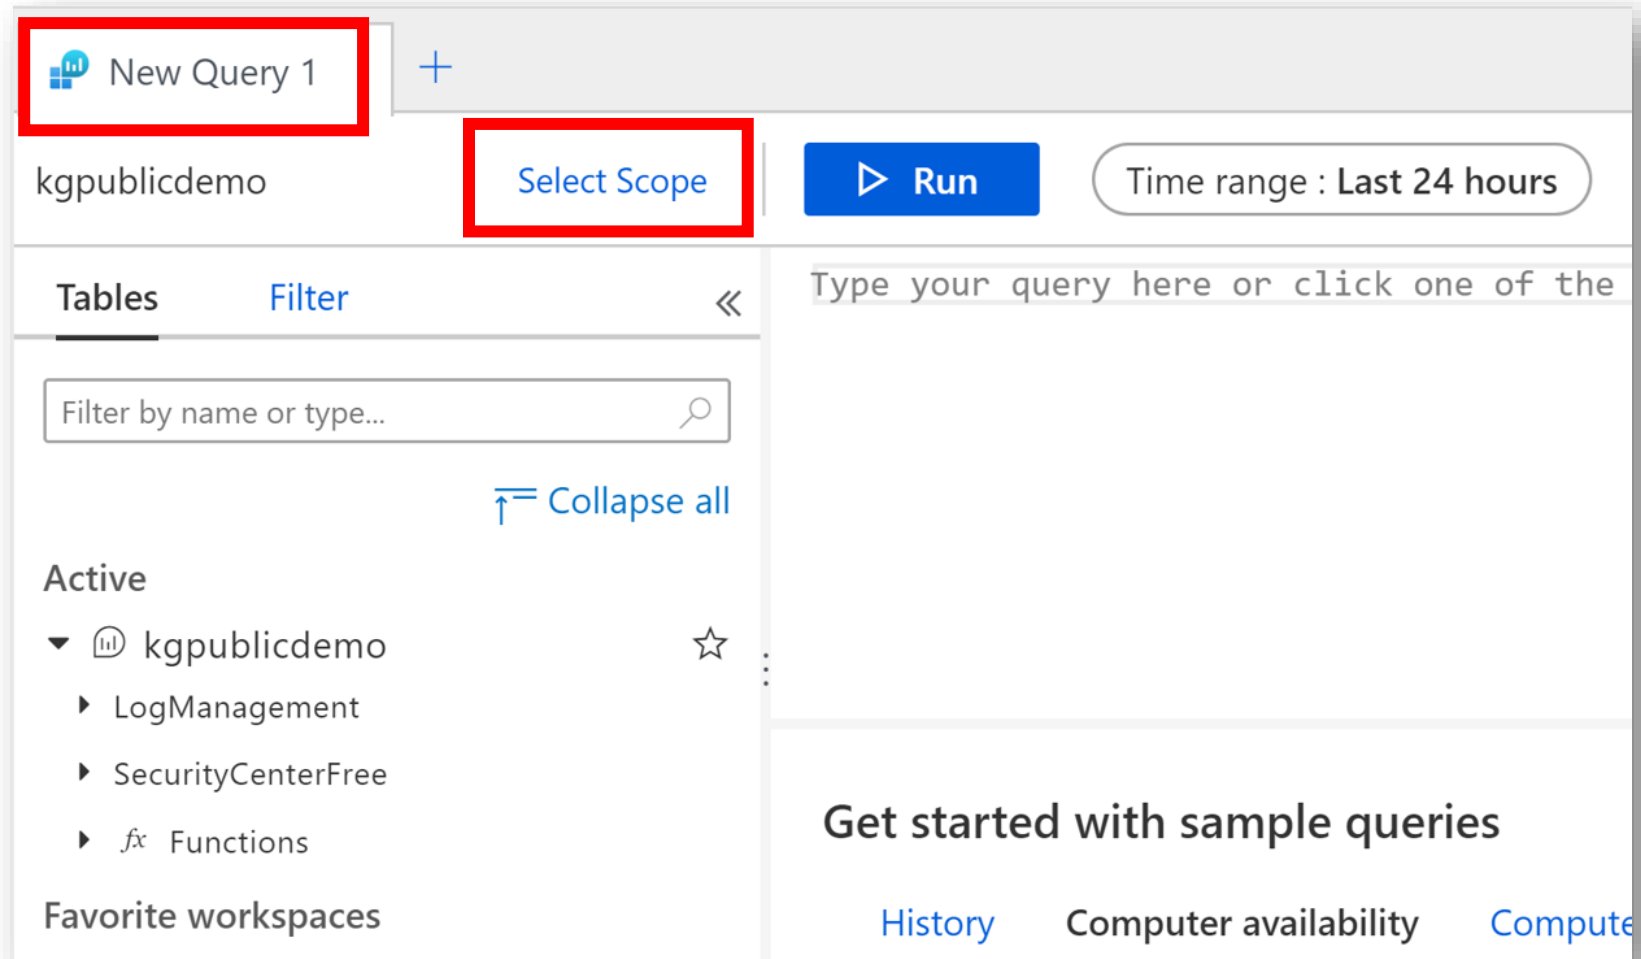 New Query 1
kgpublicdemo
Select Scope
Run
Time range : Last 24 hours
Tables
Filter
Type your query here or click one of the
Filter by name or type...
Collapse all
Active
kgpublicdemo
LogManagement
SecurityCenterFree
fx Functions
Favorite workspaces
Get started with sample queries
History
Computer availability
Compute